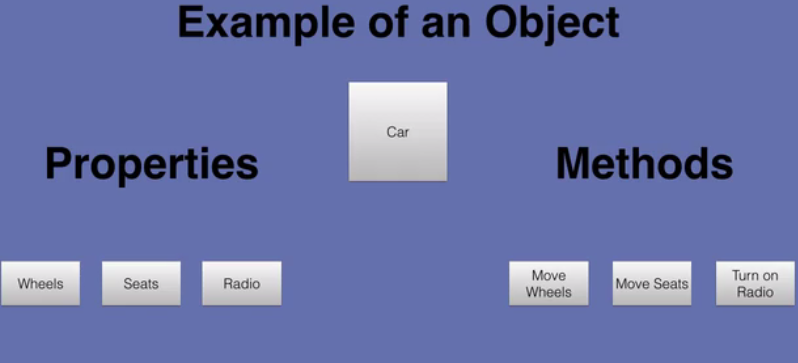 Example of an Object
Car
Properties
Methods
Wheels
Seats
Radio
Move
Wheels
Move Seats
Turn on
Radio